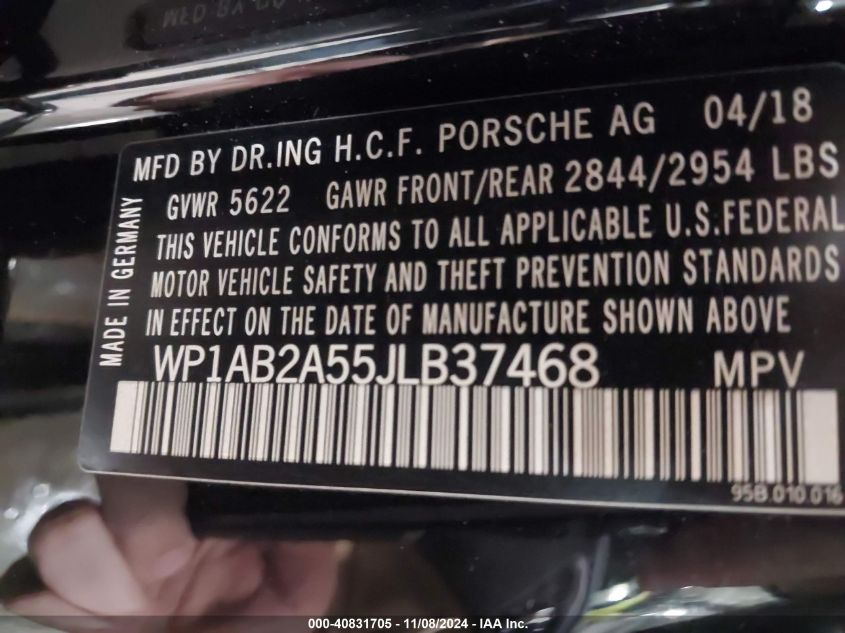 MFD BY DR.ING H.C.F. PORSCHE AG 04/18
GVWR 5622 GAWR FRONT/REAR 2844/2954 LBS
THIS VEHICLE CONFORMS TO ALL APPLICABLE U.S.FEDERAL
MOTOR VEHICLE SAFETY AND THEFT PREVENTION STANDARDS
IN EFFECT ON THE DATE OF MANUFACTURE SHOWN ABOVE
MADE IN GERMANY
WP1AB2A55JLB37468 MPV
95B.010.016
000-40831705 - 11/08/2024 - IAA Inc.